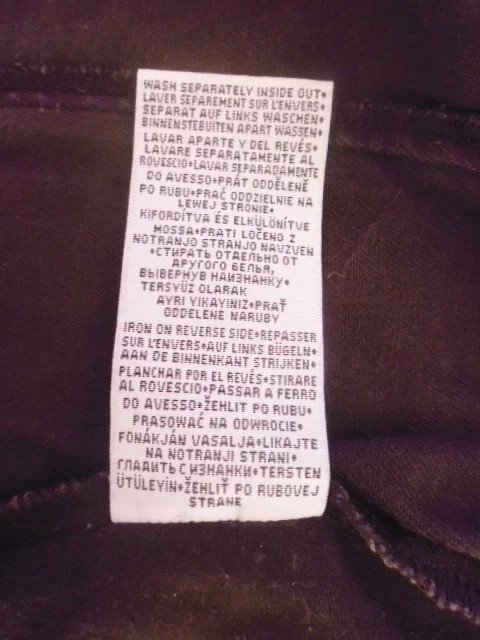 WASH SEPARATELY INSIDE OUT•
LAVER SEPAREMENT SUR L'ENVERS•
SEPARAT AUF LINKS WASCHEN•
BINNENSTEBUITEN APART WASSEN•
LAVAR APARTE Y DEL REVÉS•
LAVARE SEPARATAMENTE AL
ROVESCIO•LAVAR SEPARADAMENTE
DO AVESSO•PRÁT ODDĚLENĚ
PO RUBU•PRAĆ ODDZIELNIE NA
LEWEJ STRONIE•
KIFORDÍTVA ÉS ELKÜLÖNÍTVE
MOSSA•PRATI LOČENO Z
NOTRANJO STRANJO NAVZVEN
•СТИРАТЬ ОТДЕЛЬНО ОТ
ДРУГОГО БЕЛЬЯ,
ВЫВЕРНУВ НАИЗНАНКУ•
TERSYÜZ OLARAK
AYRI YIKAYINIZ•PRAŤ
ODDELENE NARUBY
IRON ON REVERSE SIDE•REPASSER
SUR L'ENVERS•AUF LINKS BÜGELN•
AAN DE BINNENKANT STRIJKEN•
PLANCHAR POR EL REVÉS•STIRARE
AL ROVESCIO•PASSAR A FERRO
DO AVESSO•ŽEHLIT PO RUBU•
PRASOWAĆ NA ODWROCIE•
FONÁKJÁN VASALJA•LIKAJTE
NA NOTRANJI STRANI•
ГЛАДИТЬ С ИЗНАНКИ•TERSTEN
ÜTÜLEYIN•ŽEHLIŤ PO RUBOVEJ
STRANE